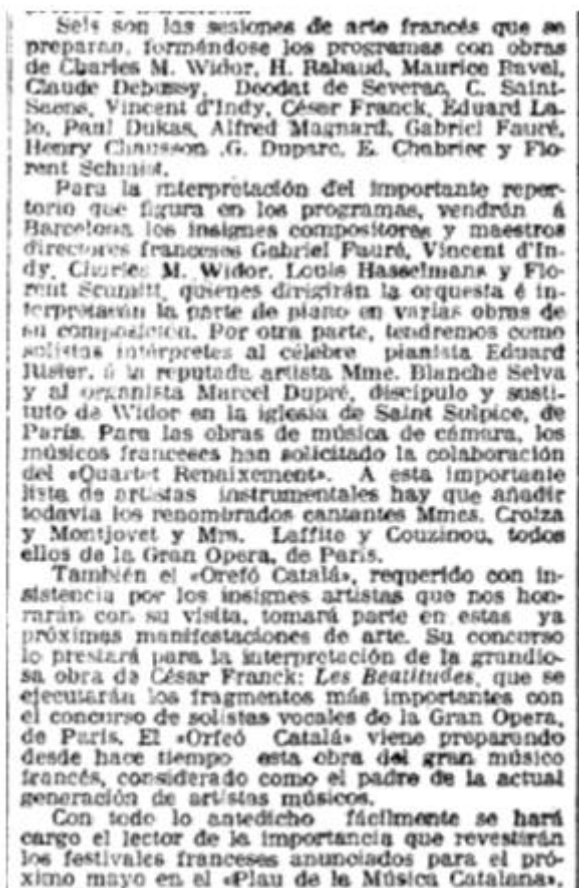 Seis son las sesiones de arte francés que se
preparan, formándose los programas con obras
de Charles M. Widor, H. Rabaud, Maurice Ravel,
Claude Debussy, Deodat de Severac, C. Saint-
Saens, Vincent d'Indy, César Franck, Eduard La-
lo, Paul Dukas, Alfred Magnard, Gabriel Fauré,
Henry Chausson ,G. Duparc, E. Chabrier y Flo-
rent Schmist.
Para la interpretación del importante reper-
torio que figura en los programas, vendrán á
Barcelona los insignes compositores y maestros
directores franceses Gabriel Fauré, Vincent d'In-
dy, Charles M. Widor, Louis Hasselmans y Flo-
rent Scumitt, quienes dirigirán la orquesta é in-
terpretarán la parte de piano en varias obras de
su composición. Por otra parte, tendremos como
solistas intérpretes al célebre pianista Eduard
Risler, á la reputada artista Mme. Blanche Selva
y al organista Marcel Dupré, discípulo y susti-
tuto de Widor en la iglesia de Saint Sulpice, de
París. Para las obras de música de cámara, los
músicos franceses han solicitado la colaboración
del «Quartet Renaixement». A esta importante
lista de artistas instrumentales hay que añadir
todavía los renombrados cantantes Mmes. Croiza
y Montjovet y Mrs. Laffite y Couzinou, todos
ellos de la Gran Opera, de París.
También el «Orefó Catalá», requerido con in-
sistencia por los insignes artistas que nos hon-
rarán con su visita, tomará parte en estas ya
próximas manifestaciones de arte. Su concurso
lo prestará para la interpretación de la grandio-
sa obra de César Franck: Les Beatitudes, que se
ejecutarán los fragmentos más importantes con
el concurso de solistas vocales de la Gran Opera,
de París. El «Orfeó Catalá» viene preparando
desde hace tiempo esta obra del gran músico
francés, considerado como el padre de la actual
generación de artistas músicos.
Con todo lo antedicho fácilmente se hará
cargo el lector de la importancia que revestirán
los festivales franceses anunciados para el pró-
ximo mayo en el «Plau de la Música Catalana».